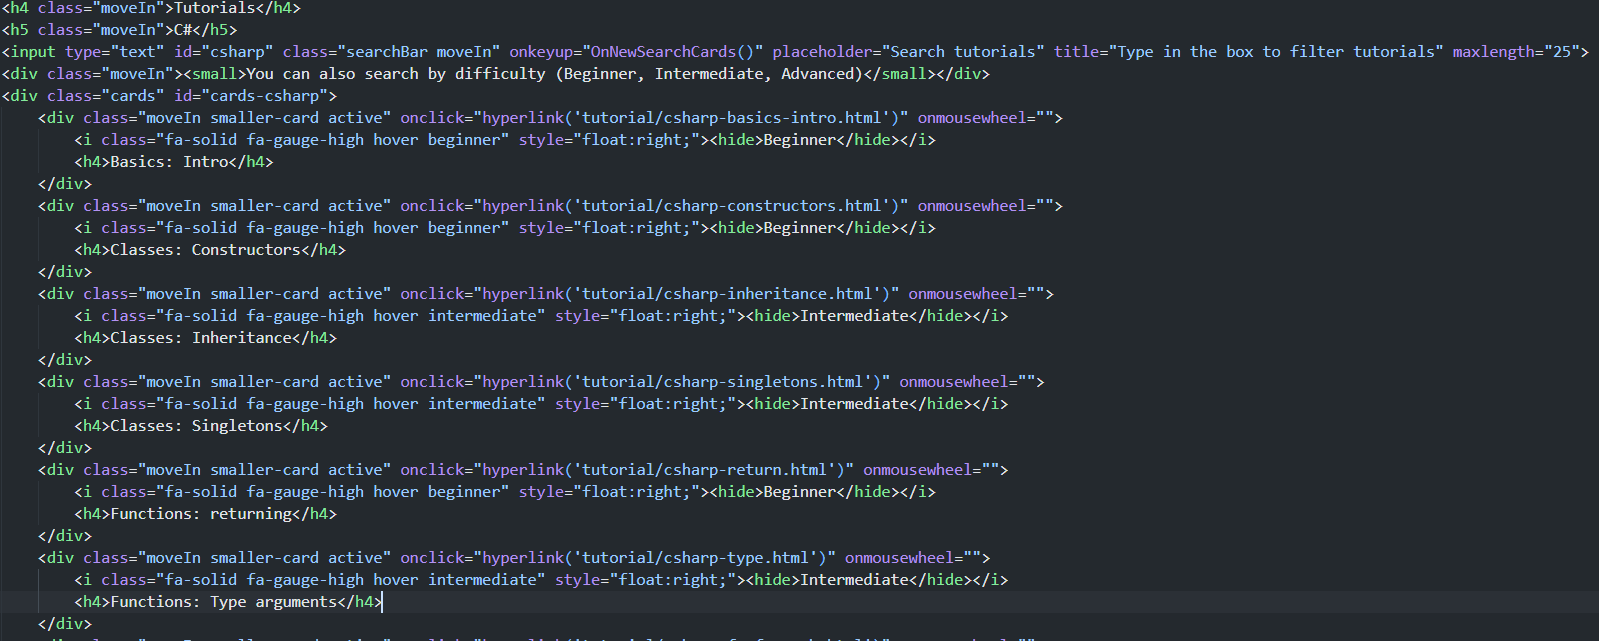 <h4 class="moveIn">Tutorials</h4>
<h5 class="moveIn">C#</h5>
<input type="text" id="csharp" class="searchBar moveIn" onkeyup="OnNewSearchCards()" placeholder="Search tutorials" title="Type in the box to filter tutorials" maxlength="25">
<div class="moveIn"><small>You can also search by difficulty (Beginner, Intermediate, Advanced)</small></div>
<div class="cards" id="cards-csharp">
    <div class="moveIn smaller-card active" onclick="hyperlink('tutorial/csharp-basics-intro.html')" onmousewheel="">
        <i class="fa-solid fa-gauge-high hover beginner" style="float:right;"><hide>Beginner</hide></i>
        <h4>Basics: Intro</h4>
    </div>
    <div class="moveIn smaller-card active" onclick="hyperlink('tutorial/csharp-constructors.html')" onmousewheel="">
        <i class="fa-solid fa-gauge-high hover beginner" style="float:right;"><hide>Beginner</hide></i>
        <h4>Classes: Constructors</h4>
    </div>
    <div class="moveIn smaller-card active" onclick="hyperlink('tutorial/csharp-inheritance.html')" onmousewheel="">
        <i class="fa-solid fa-gauge-high hover intermediate" style="float:right;"><hide>Intermediate</hide></i>
        <h4>Classes: Inheritance</h4>
    </div>
    <div class="moveIn smaller-card active" onclick="hyperlink('tutorial/csharp-singletons.html')" onmousewheel="">
        <i class="fa-solid fa-gauge-high hover intermediate" style="float:right;"><hide>Intermediate</hide></i>
        <h4>Classes: Singletons</h4>
    </div>
    <div class="moveIn smaller-card active" onclick="hyperlink('tutorial/csharp-return.html')" onmousewheel="">
        <i class="fa-solid fa-gauge-high hover beginner" style="float:right;"><hide>Beginner</hide></i>
        <h4>Functions: returning</h4>
    </div>
    <div class="moveIn smaller-card active" onclick="hyperlink('tutorial/csharp-type.html')" onmousewheel="">
        <i class="fa-solid fa-gauge-high hover intermediate" style="float:right;"><hide>Intermediate</hide></i>
        <h4>Functions: Type arguments</h4>
    </div>